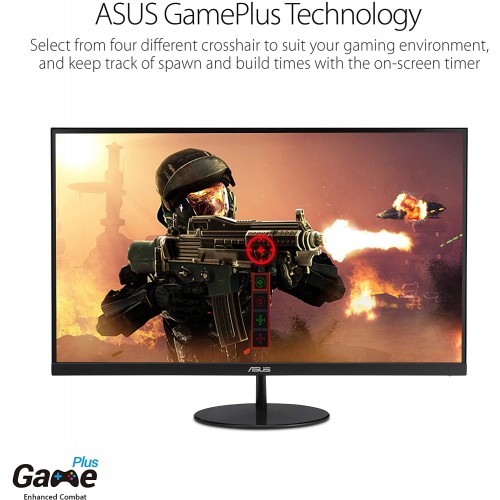 ASUS GamePlus Technology
Select from four different crosshair to suit your gaming environment,
and keep track of spawn and build times with the on-screen timer
ASUS
Game Plus
Enhanced Combat